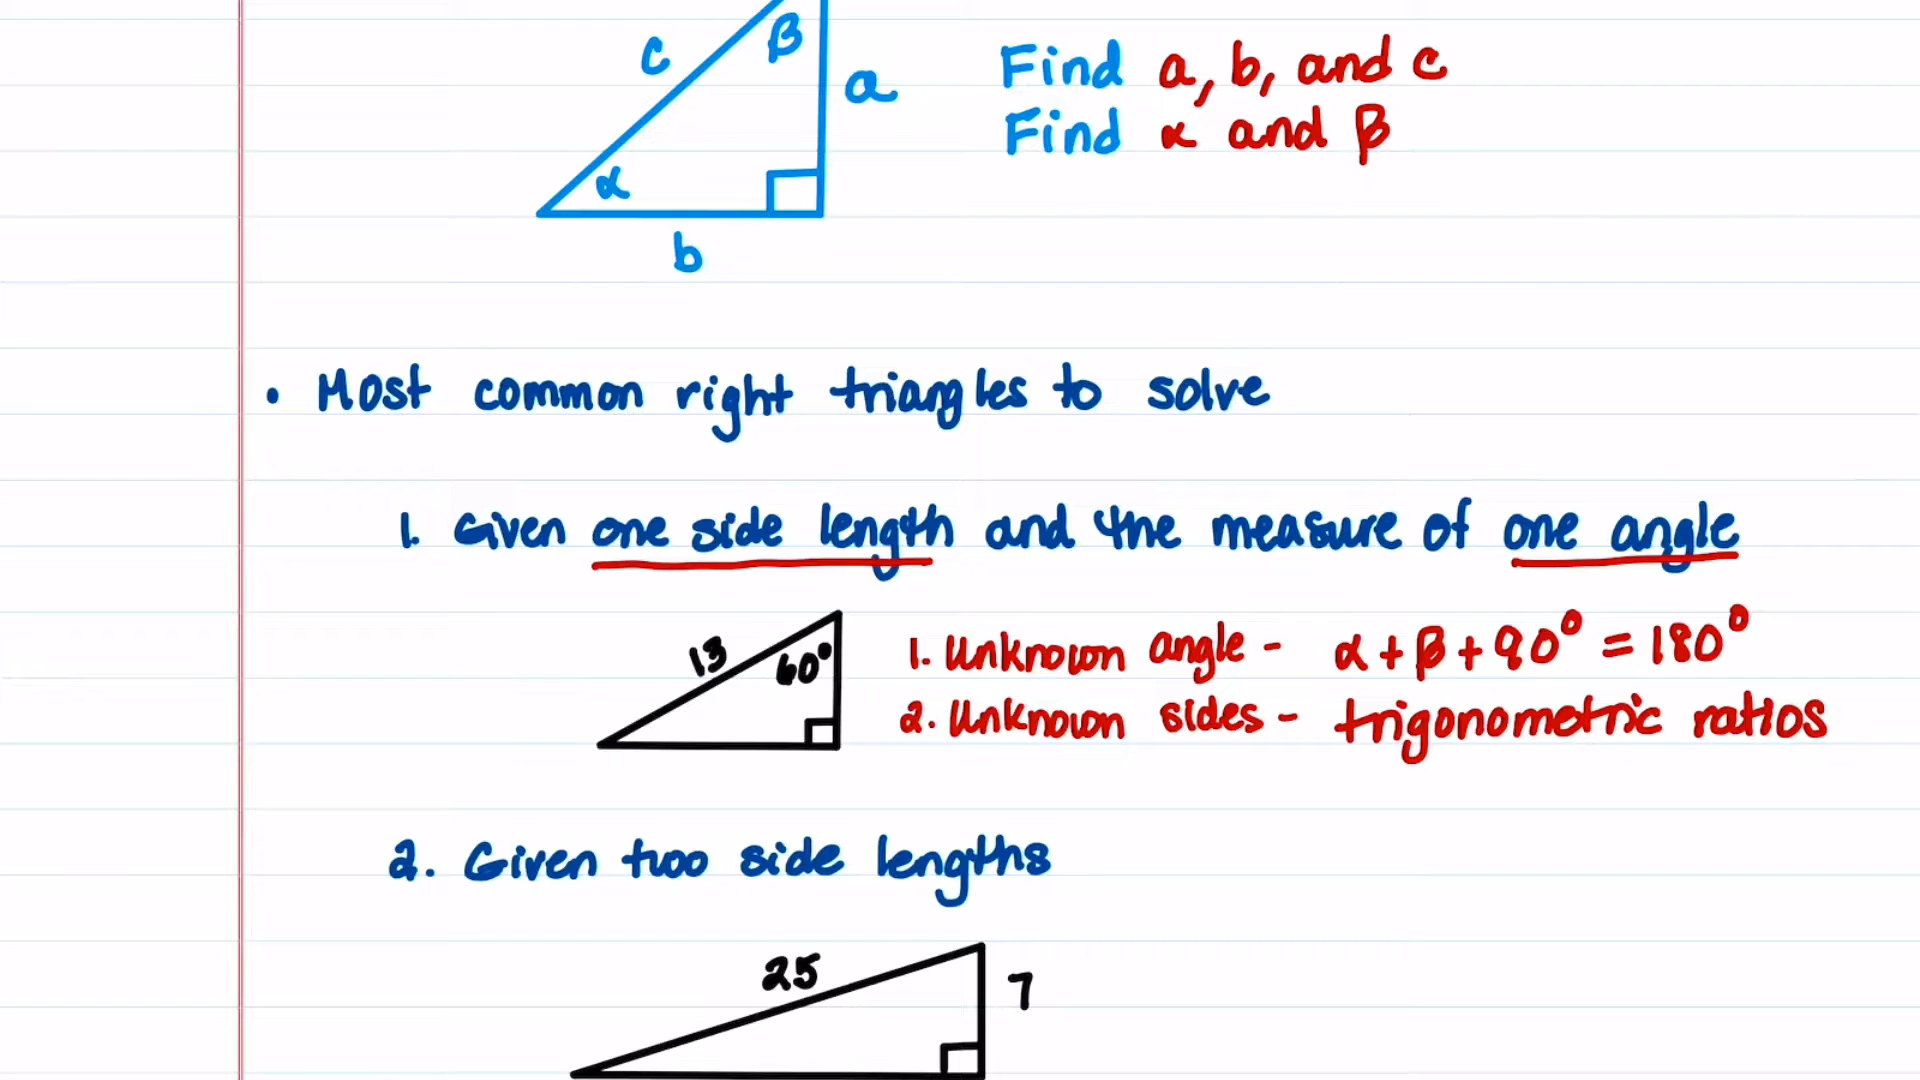 c
β
a
Find a, b, and c
Find α and β
α
b
• Most common right triangles to solve
1. Given one side length and the measure of one angle
13
60°
1. Unknown angle - α + β + 90° = 180°
2. Unknown sides - trigonometric ratios
2. Given two side lengths
25
7